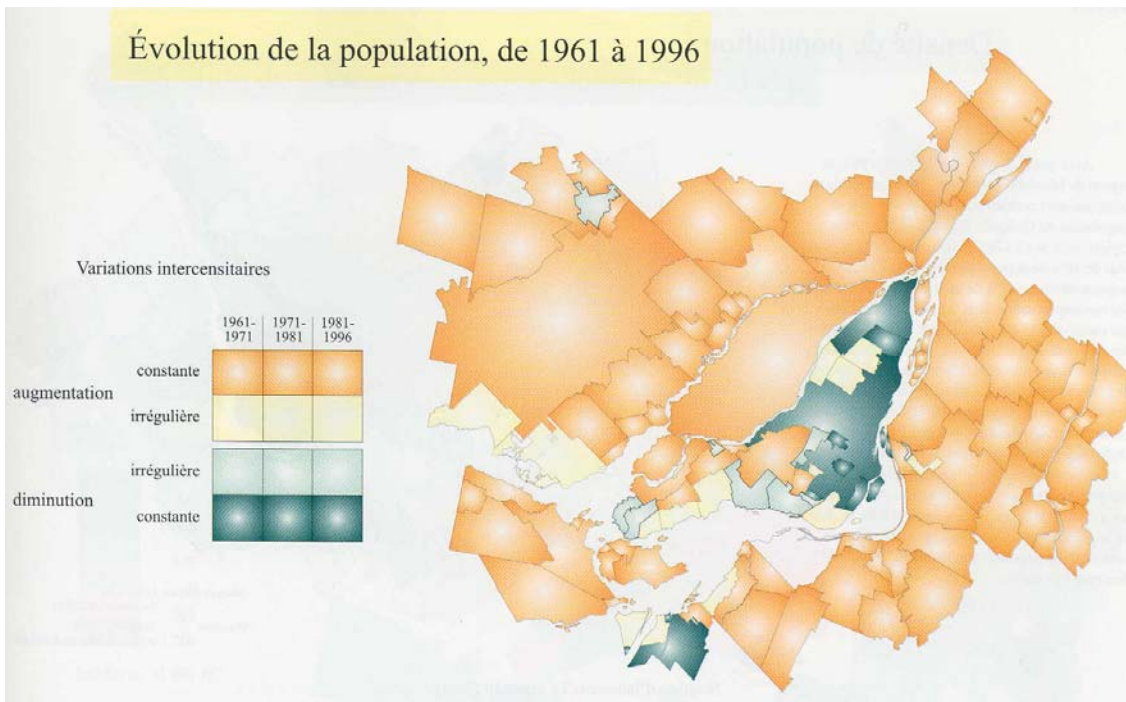 Évolution de la population, de 1961 à 1996
Variations intercensitaires
1961-
1971
1971-
1981
1981-
1996
augmentation
constante
irrégulière
diminution
irrégulière
constante